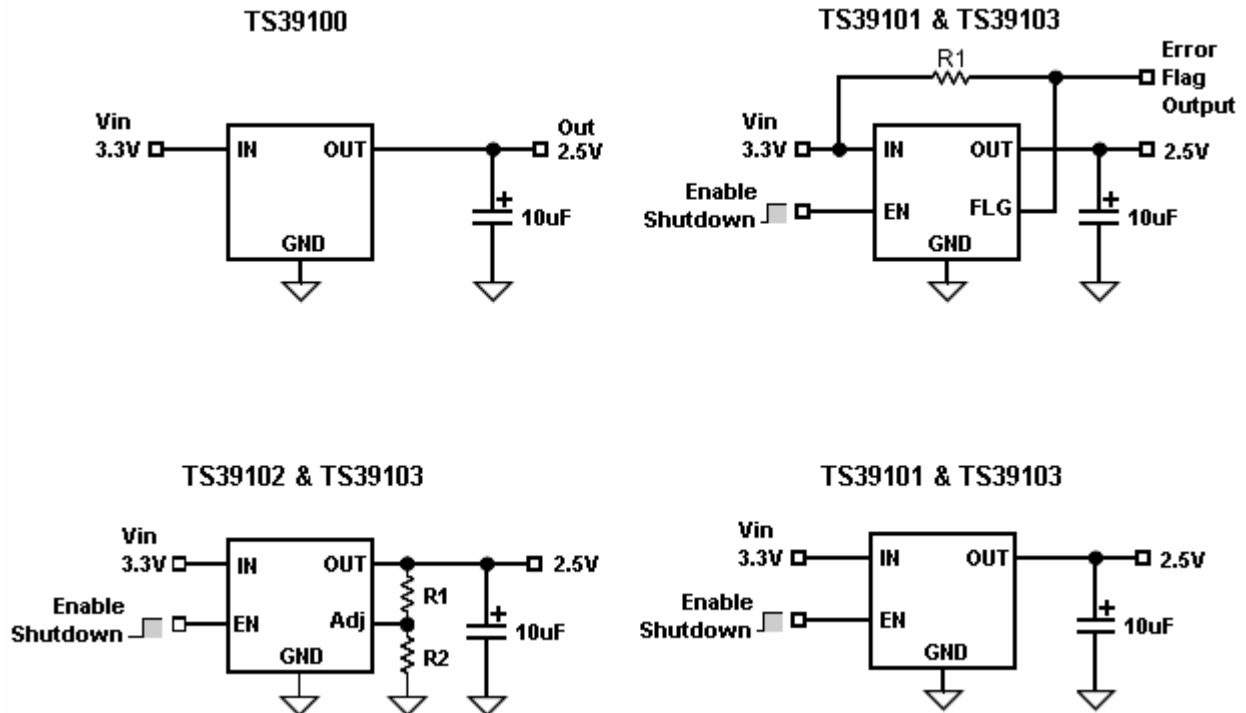 TS39100
Vin
3.3V
IN
OUT
GND
Out
2.5V
+
10uF
TS39101 & TS39103
R1
Error
Flag
Output
Vin
3.3V
IN
OUT
2.5V
Enable
Shutdown
EN
FLG
GND
+
10uF
TS39102 & TS39103
Vin
3.3V
IN
OUT
2.5V
R1
Enable
Shutdown
EN
Adj
+
10uF
R2
GND
TS39101 & TS39103
Vin
3.3V
IN
OUT
2.5V
Enable
Shutdown
EN
+
10uF
GND